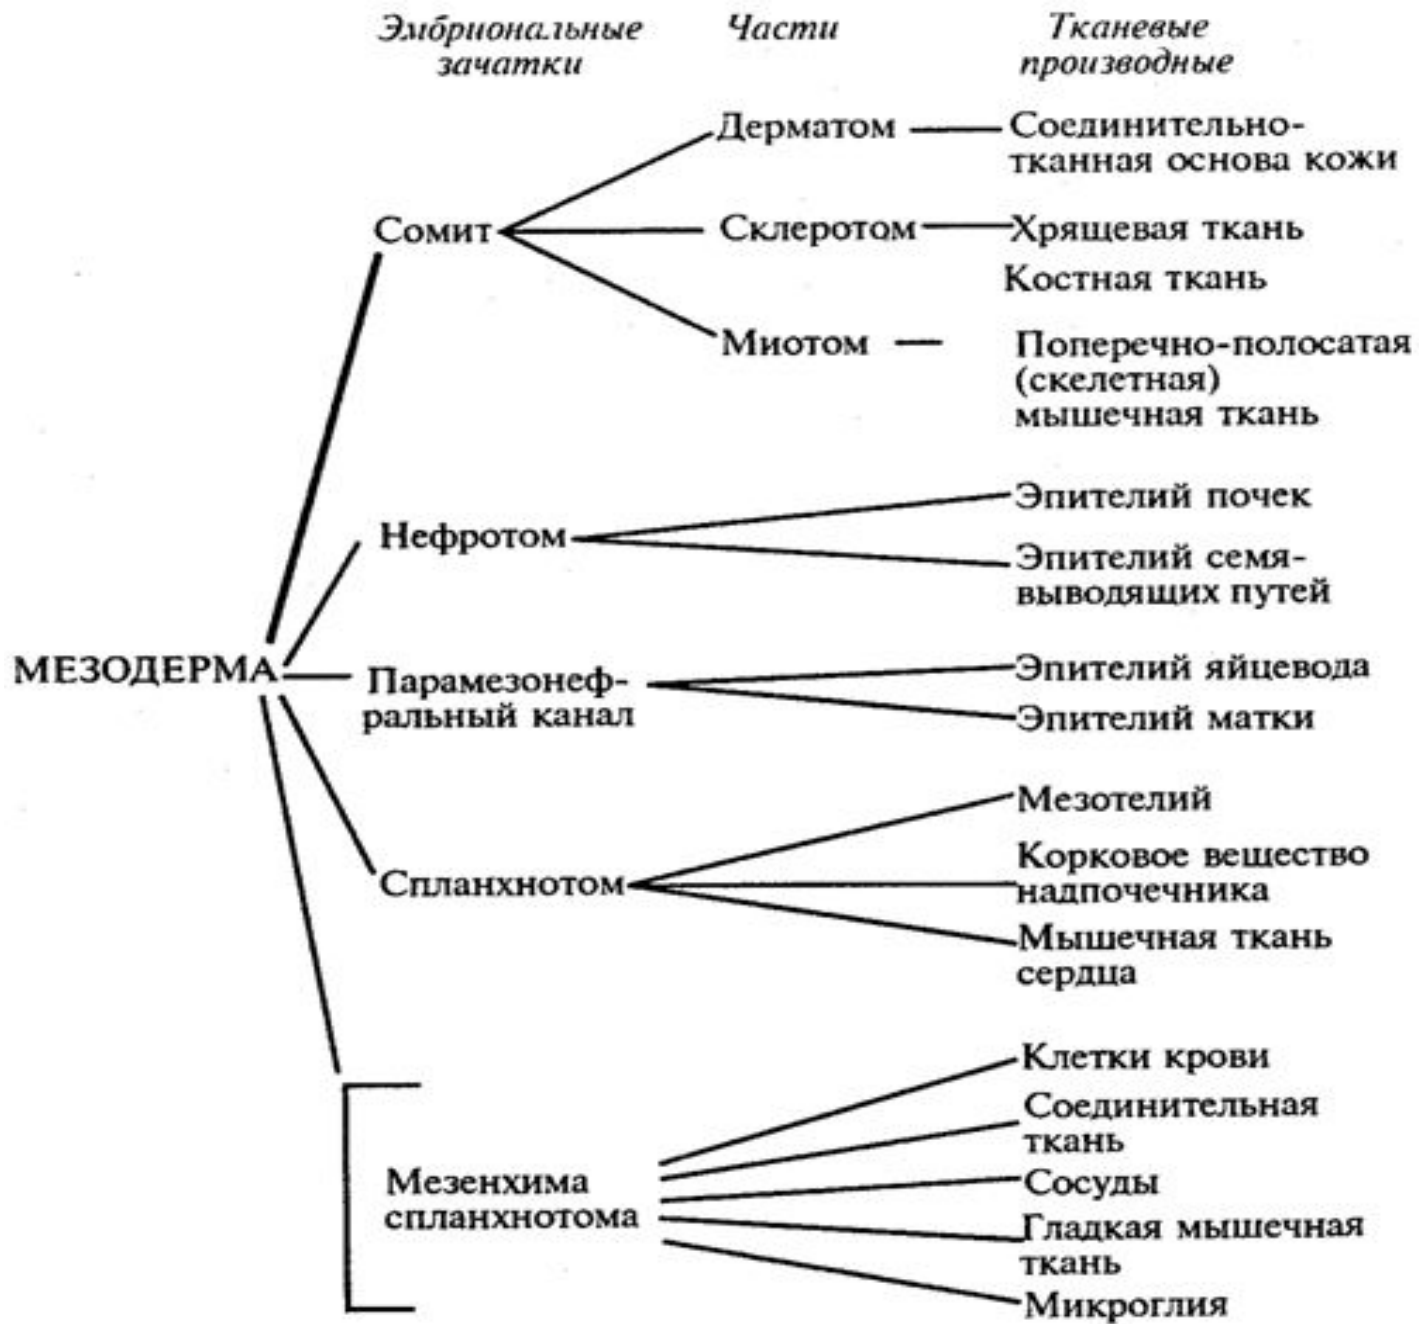 Эмбриональные
зачатки
Части
Тканевые
производные
Дерматом
Соединительно-
тканная основа кожи
Сомит
Склеротом
Хрящевая ткань
Костная ткань
Миотом
Поперечно-полосатая
(скелетная)
мышечная ткань
Нефротом
Эпителий почек
Эпителий семя-
выводящих путей
МЕЗОДЕРМА
Парамезонеф-
ральный канал
Эпителий яйцевода
Эпителий матки
Спланхнотом
Мезотелий
Корковое вещество
надпочечника
Мышечная ткань
сердца
Мезенхима
спланхнотома
Клетки крови
Соединительная
ткань
Сосуды
Гладкая мышечная
ткань
Микроглия